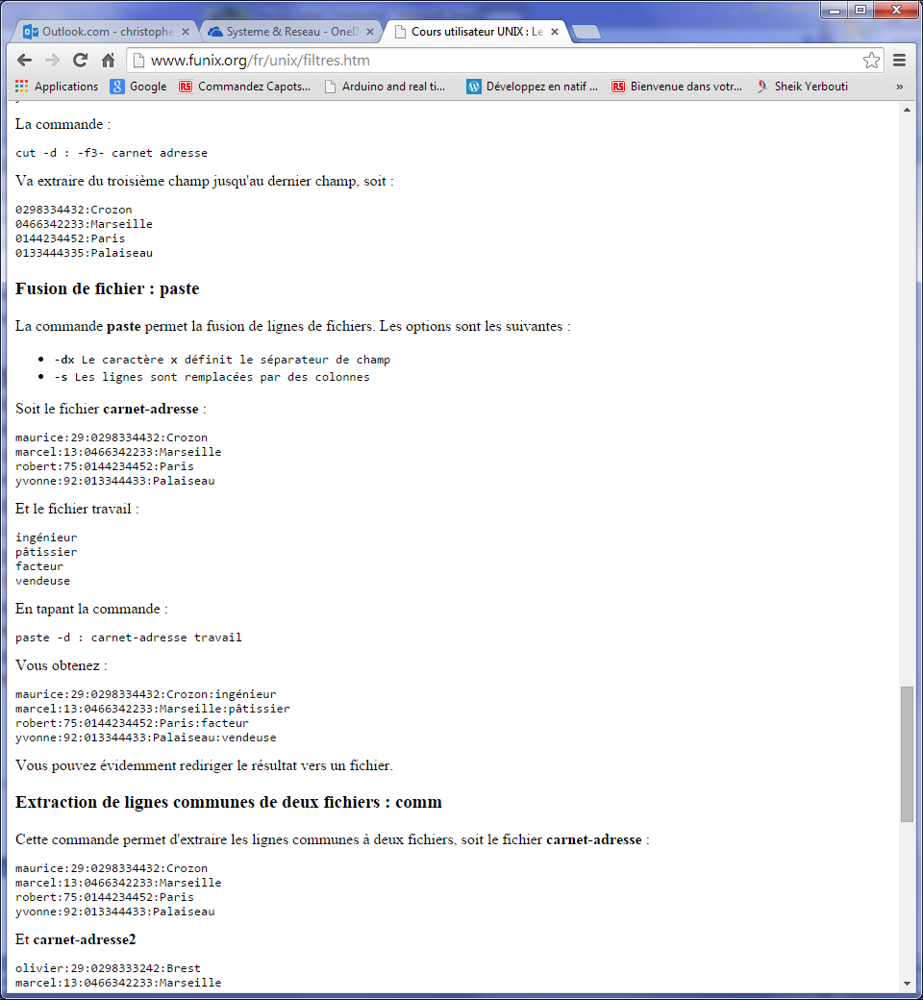 Outlook.com - christophe
Systeme & Reseau - OneD
Cours utilisateur UNIX : Le
www.funix.org/fr/unix/filtres.htm
Applications
Google
Commandez Capots...
Arduino and real ti...
Développez en natif ...
Bienvenue dans votr...
Sheik Yerbouti
»
La commande :
cut -d : -f3- carnet adresse
Va extraire du troisième champ jusqu'au dernier champ, soit :
0298334432:Crozon
0466342233:Marseille
0144234452:Paris
0133444335:Palaiseau
Fusion de fichier : paste
La commande paste permet la fusion de lignes de fichiers. Les options sont les suivantes :
• -dx Le caractère x définit le séparateur de champ
• -s Les lignes sont remplacées par des colonnes
Soit le fichier carnet-adresse :
maurice:29:0298334432:Crozon
marcel:13:0466342233:Marseille
robert:75:0144234452:Paris
yvonne:92:013344433:Palaiseau
Et le fichier travail :
ingénieur
pâtissier
facteur
vendeuse
En tapant la commande :
paste -d : carnet-adresse travail
Vous obtenez :
maurice:29:0298334432:Crozon:ingénieur
marcel:13:0466342233:Marseille:pâtissier
robert:75:0144234452:Paris:facteur
yvonne:92:013344433:Palaiseau:vendeuse
Vous pouvez évidemment rediriger le résultat vers un fichier.
Extraction de lignes communes de deux fichiers : comm
Cette commande permet d'extraire les lignes communes à deux fichiers, soit le fichier carnet-adresse :
maurice:29:0298334432:Crozon
marcel:13:0466342233:Marseille
robert:75:0144234452:Paris
yvonne:92:013344433:Palaiseau
Et carnet-adresse2
olivier:29:0298333242:Brest
marcel:13:0466342233:Marseille